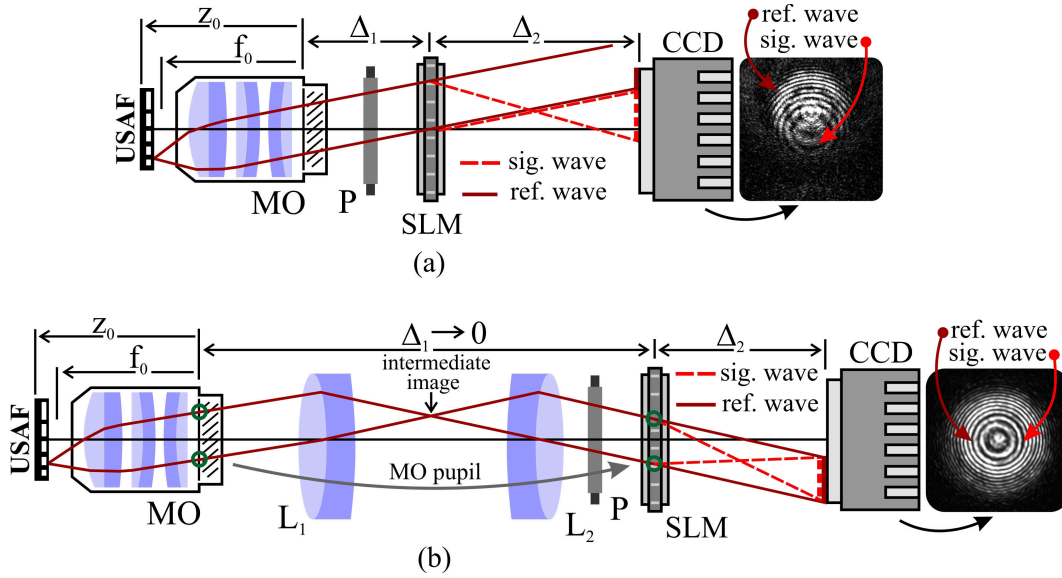 z₀
f₀
Δ₁
Δ₂
CCD
ref. wave
sig. wave
USAF
MO
P
SLM
sig. wave
ref. wave
(a)
z₀
f₀
Δ₁ → 0
Δ₂
CCD
ref. wave
sig. wave
intermediate
image
sig. wave
ref. wave
USAF
MO pupil
MO
L₁
L₂
P
SLM
(b)